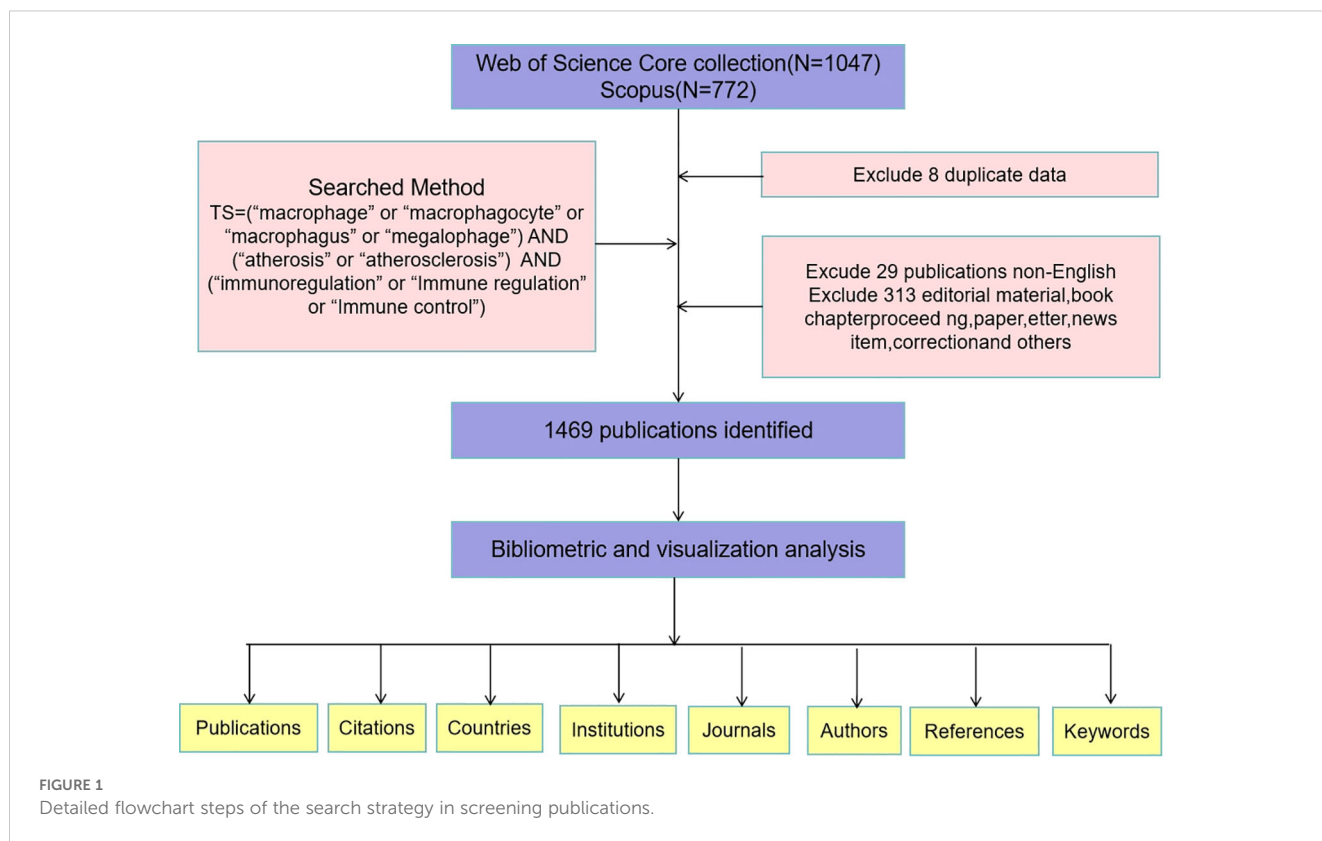 Web of Science Core collection(N=1047)
Scopus(N=772)
Searched Method
TS=(“macrophage” or “macrophagocyte” or
“macrophagus” or “megalophage”) AND
(“atherosis” or “atherosclerosis”) AND
(“immunoregulation” or “Immune regulation”
or “Immune control”)
Exclude 8 duplicate data
Excude 29 publications non-English
Exclude 313 editorial material,book
chapterproceed ng,paper,etter,news
item,correctionand others
1469 publications identified
Bibliometric and visualization analysis
Publications
Citations
Countries
Institutions
Journals
Authors
References
Keywords
FIGURE 1
Detailed flowchart steps of the search strategy in screening publications.